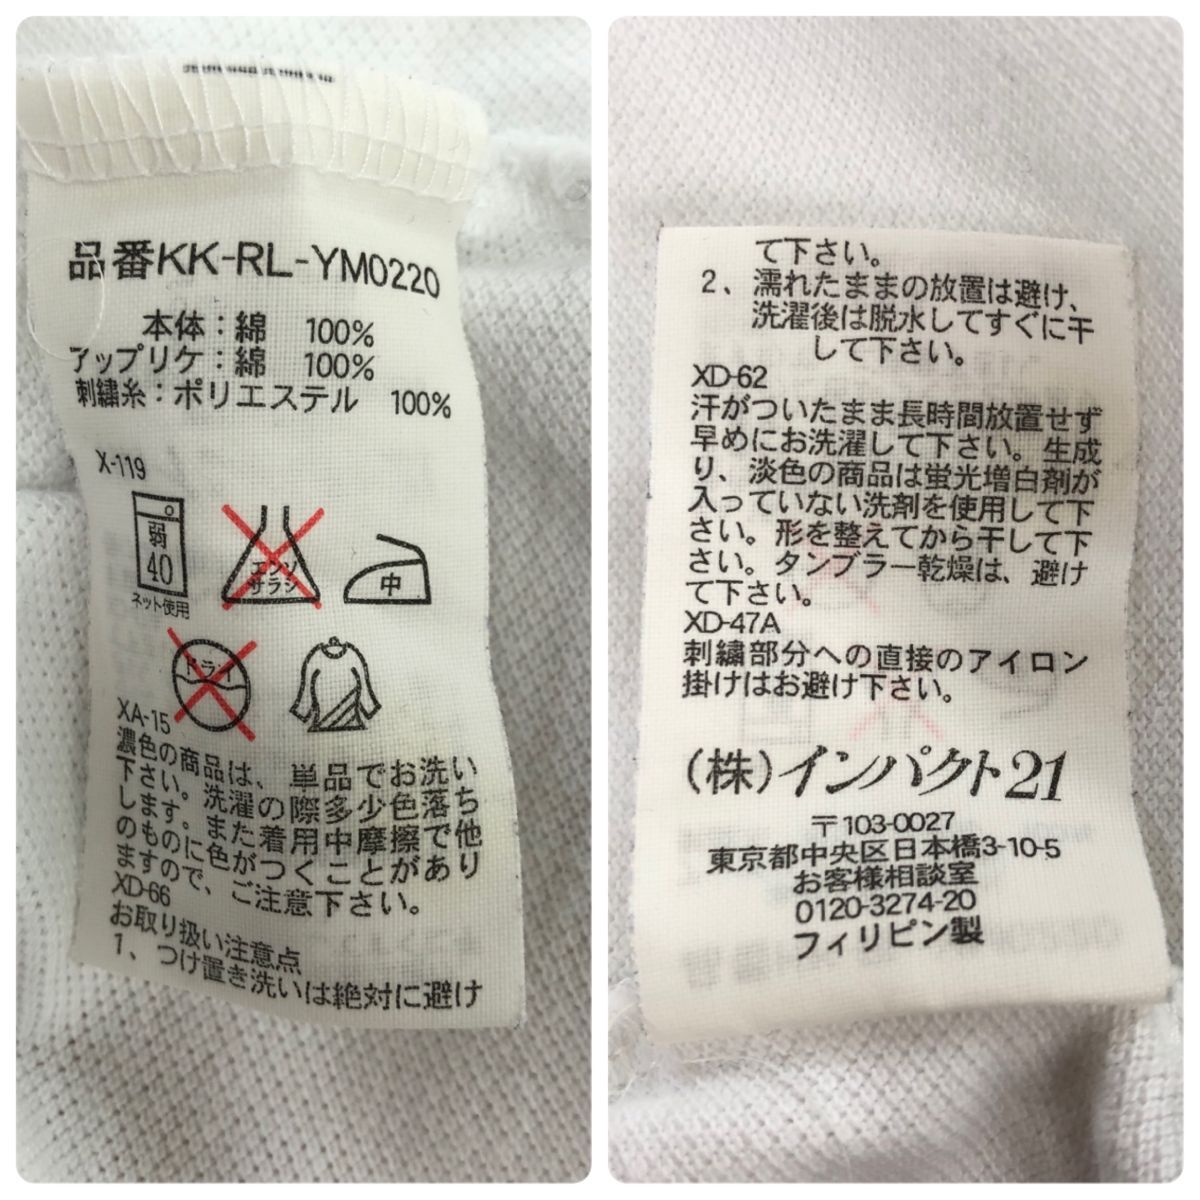 品番KK-RL-YM0220
本体：綿 100%
アップリケ：綿 100%
刺繍糸：ポリエステル 100%
X-119
弱
40
ネット使用
エンソ
サラシ
中
ドライ
XA-15
濃色の商品は、単品でお洗い
下さい。洗濯の際多少色落ち
します。また着用中摩擦で他
のものに色がつくことがあり
ますので、ご注意下さい。
XD-66
お取り扱い注意点
1、つけ置き洗いは絶対に避け
て下さい。
2、濡れたままの放置は避け、
洗濯後は脱水してすぐに干
して下さい。
XD-62
汗がついたまま長時間放置せず
早めにお洗濯して下さい。生成
り、淡色の商品は蛍光増白剤が
入っていない洗剤を使用して下
さい。形を整えてから干して下
さい。タンブラー乾燥は、避け
て下さい。
XD-47A
刺繍部分への直接のアイロン
掛けはお避け下さい。
(株)インパクト21
〒103-0027
東京都中央区日本橋3-10-5
お客様相談室
0120-3274-20
フィリピン製